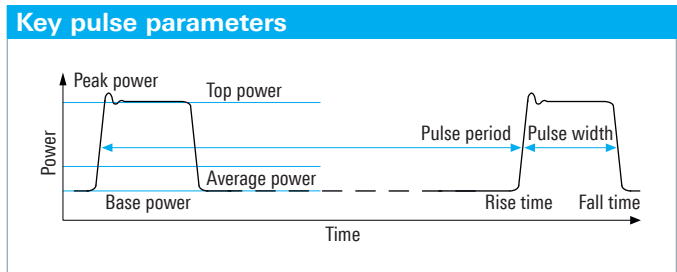 Key pulse parameters
Peak power
Top power
Power
Pulse period
Pulse width
Average power
Base power
Rise time
Fall time
Time